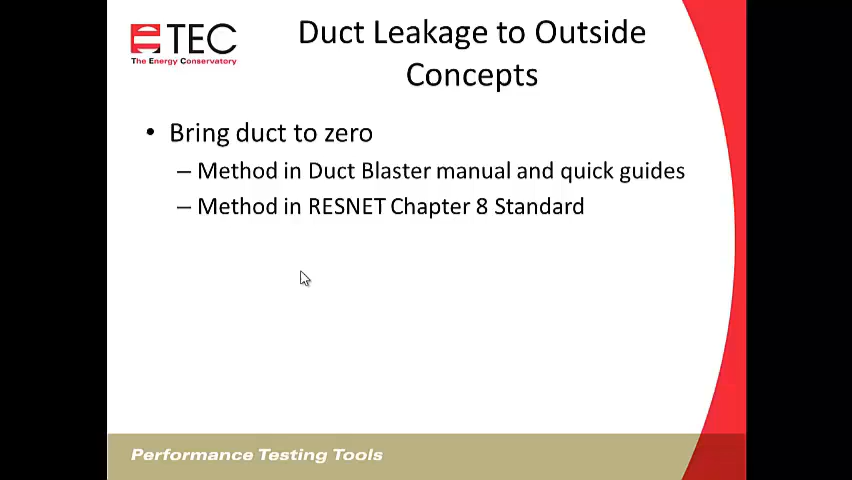 TEC
The Energy Conservatory
Duct Leakage to Outside
Concepts
• Bring duct to zero
– Method in Duct Blaster manual and quick guides
– Method in RESNET Chapter 8 Standard
Performance Testing Tools